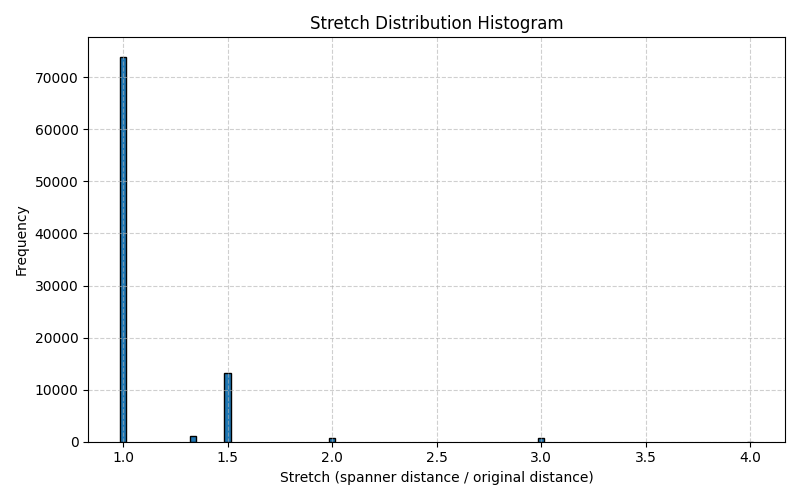 Stretch Distribution Histogram
70000
60000
50000
40000
30000
20000
10000
0
Frequency
1.0 1.5 2.0 2.5 3.0 3.5 4.0
Stretch (spanner distance / original distance)